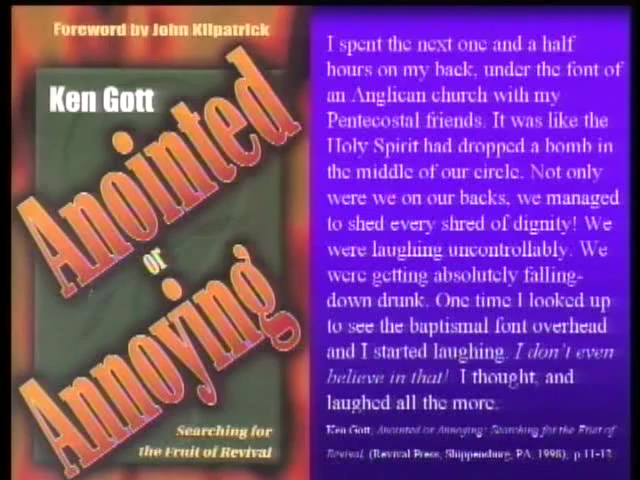 Foreword by John Kilpatrick
Ken Gott
Anointed
or
Annoying
Searching for
the Fruit of Revival
I spent the next one and a half
hours on my back, under the font of
an Anglican church with my
Pentecostal friends. It was like the
Holy Spirit had dropped a bomb in
the middle of our circle. Not only
were we on our backs, we managed
to shed every shred of dignity! We
were laughing uncontrollably. We
were getting absolutely falling-
down drunk. One time I looked up
to see the baptismal font overhead
and I started laughing. I don't even
believe in that! I thought, and
laughed all the more.
Ken Gott, Anointed or Annoying: Searching for the Fruit of
Revival, (Revival Press, Shippensburg, PA, 1998), p.11-12